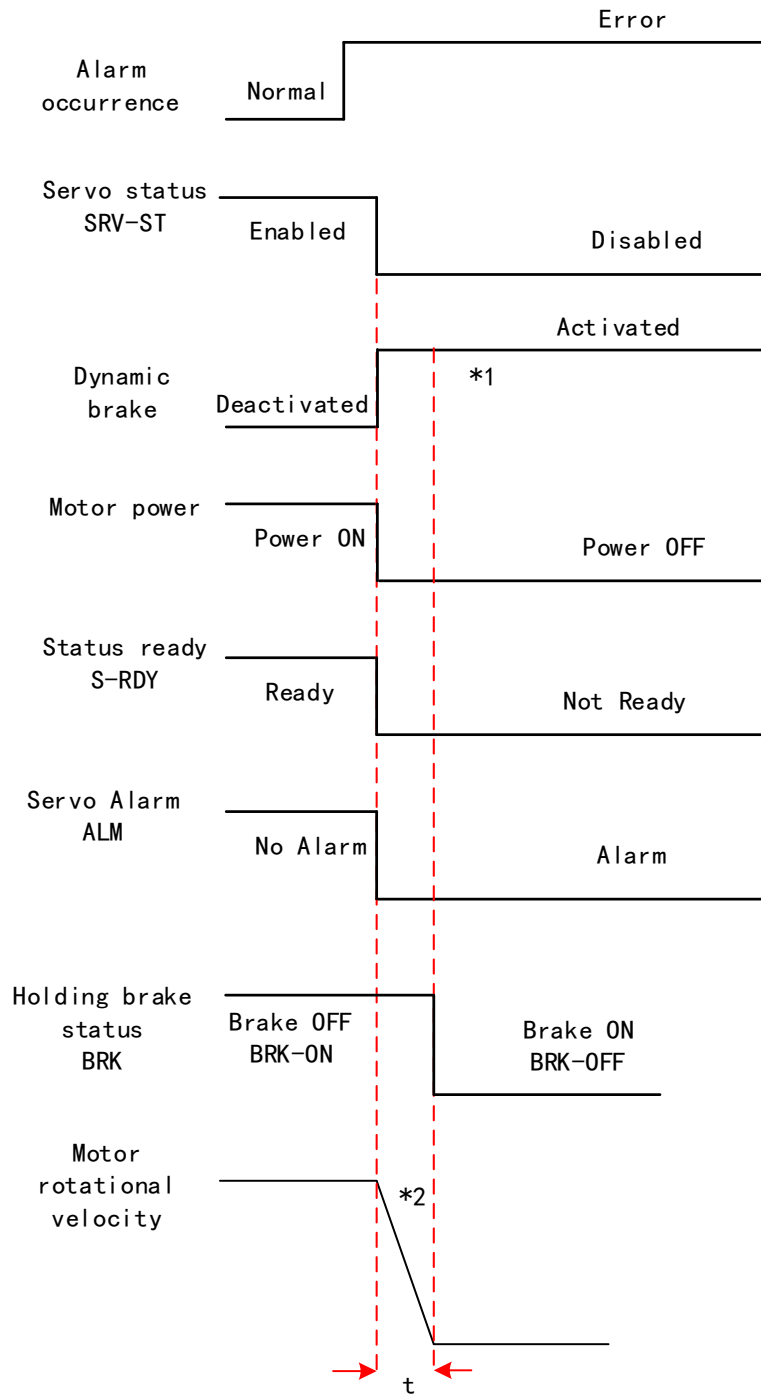 Error
Alarm
occurrence
Normal
Servo status
SRV-ST
Enabled
Disabled
Activated
Dynamic
brake
*1
Deactivated
Motor power
Power ON
Power OFF
Status ready
S-RDY
Ready
Not Ready
Servo Alarm
ALM
No Alarm
Alarm
Holding brake
status
BRK
Brake OFF
BRK-ON
Brake ON
BRK-OFF
Motor
rotational
velocity
*2
t